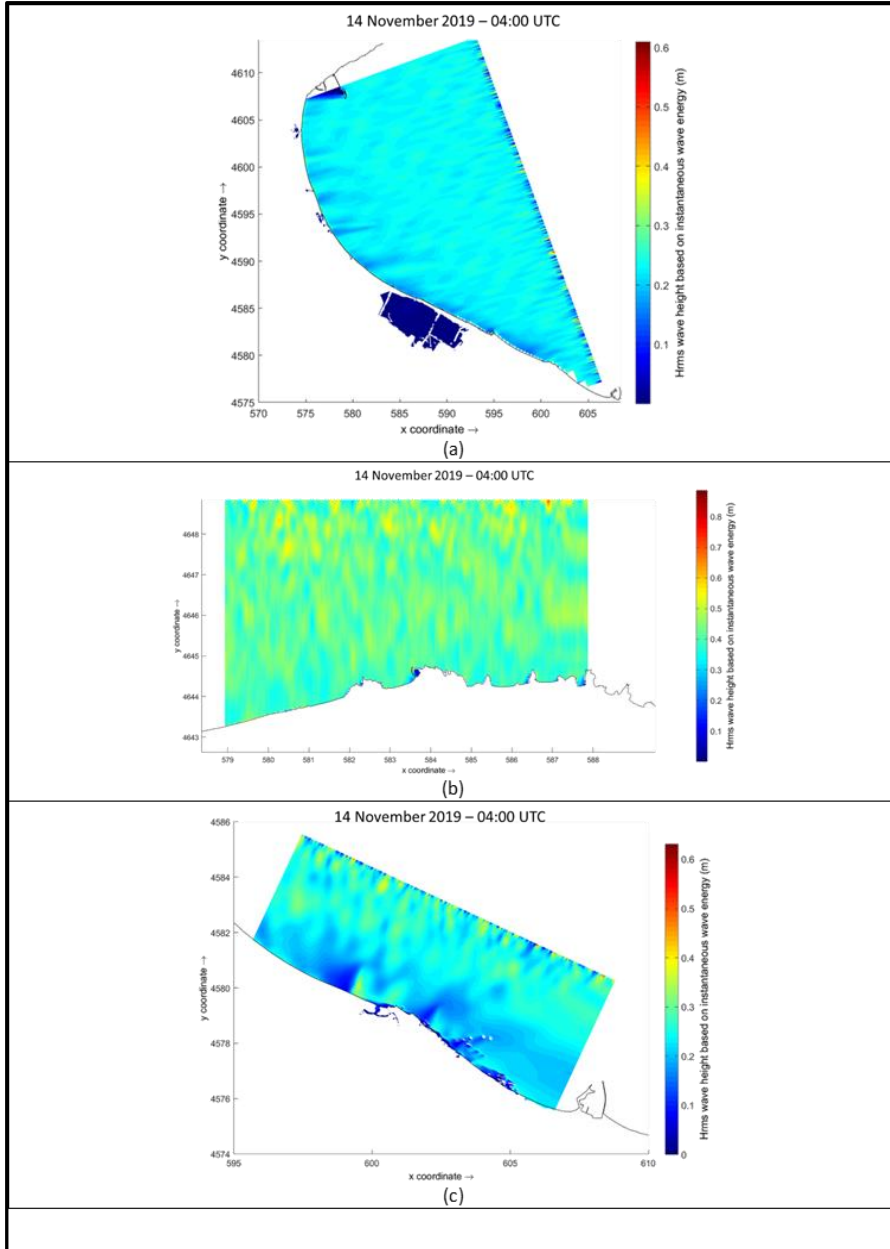 14 November 2019 – 04:00 UTC
4610
4605
4600
4595
4590
4585
4580
4575
y coordinate →
570 575 580 585 590 595 600 605
x coordinate →
0.6
0.5
0.4
0.3
0.2
0.1
Hrms wave height based on instantaneous wave energy (m)
(a)
14 November 2019 – 04:00 UTC
4648
4647
4646
4645
4644
4643
y coordinate →
579 580 581 582 583 584 585 586 587 588
x coordinate →
0.8
0.7
0.6
0.5
0.4
0.3
0.2
0.1
Hrms wave height based on instantaneous wave energy (m)
(b)
14 November 2019 – 04:00 UTC
4586
4584
4582
4580
4578
4576
4574
y coordinate →
595 600 605 610
x coordinate →
0.6
0.5
0.4
0.3
0.2
0.1
0
Hrms wave height based on instantaneous wave energy (m)
(c)